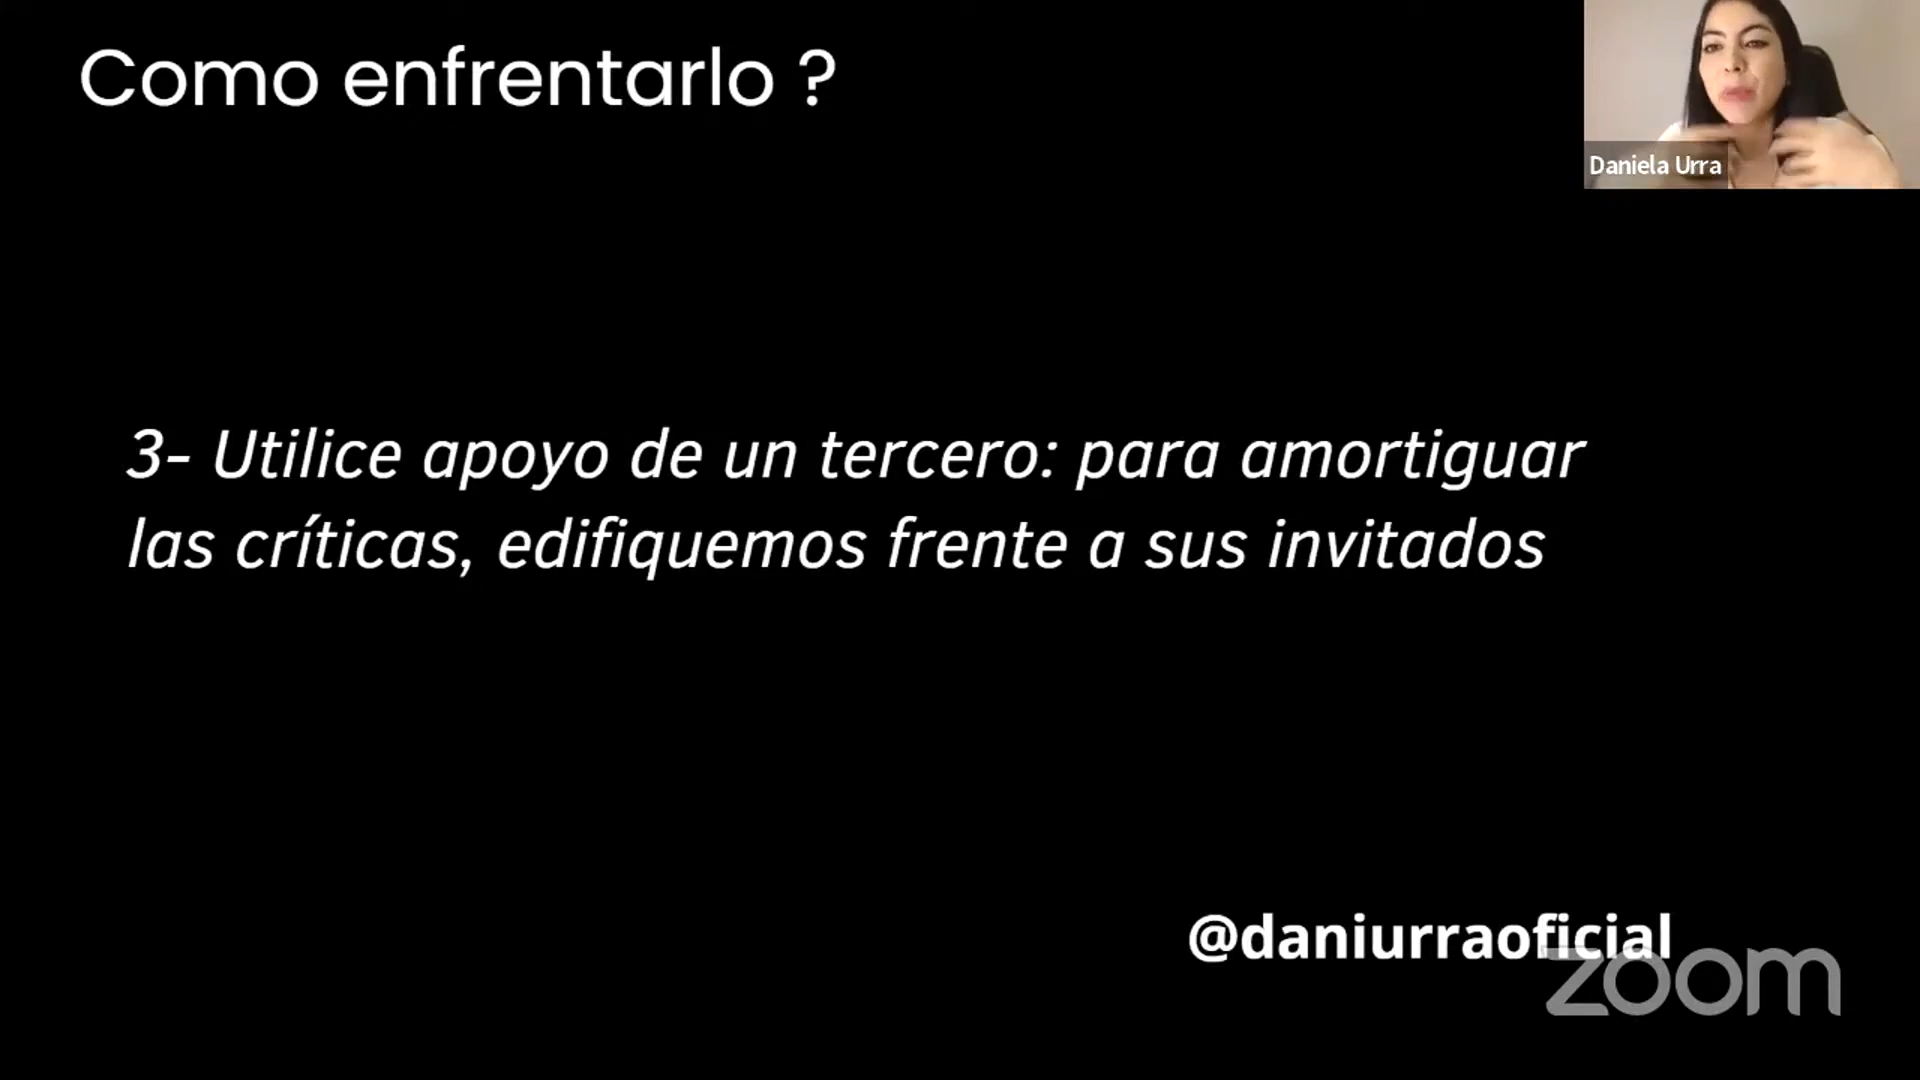 Como enfrentarlo ?
Daniela Urra
3- Utilice apoyo de un tercero: para amortiguar
las críticas, edifiquemos frente a sus invitados
@daniurraoficial
zoom